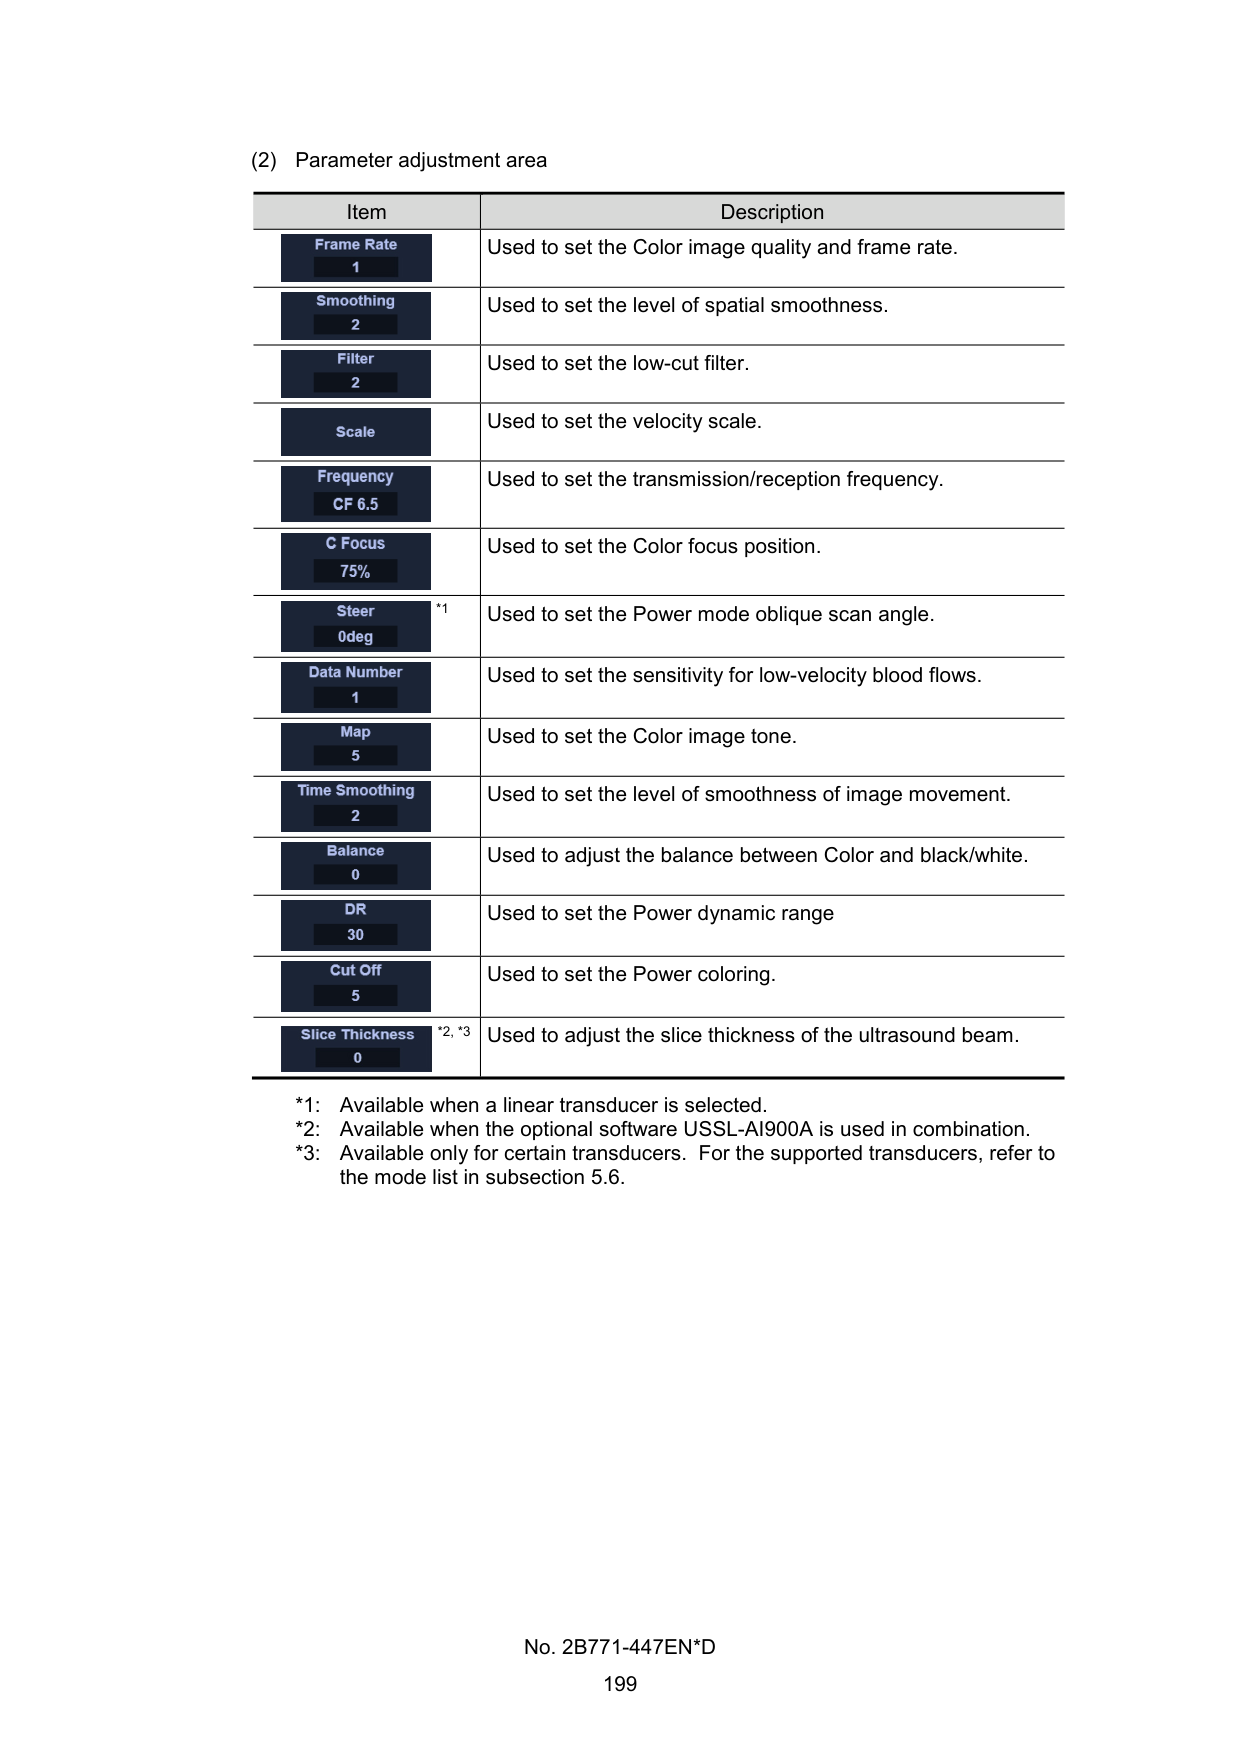 (2) Parameter adjustment area
Item Description
Frame Rate
1
Used to set the Color image quality and frame rate.
Smoothing
2
Used to set the level of spatial smoothness.
Filter
2
Used to set the low-cut filter.
Scale
Used to set the velocity scale.
Frequency
CF 6.5
Used to set the transmission/reception frequency.
C Focus
75%
Used to set the Color focus position.
Steer *1
0deg
Used to set the Power mode oblique scan angle.
Data Number
1
Used to set the sensitivity for low-velocity blood flows.
Map
5
Used to set the Color image tone.
Time Smoothing
2
Used to set the level of smoothness of image movement.
Balance
0
Used to adjust the balance between Color and black/white.
DR
30
Used to set the Power dynamic range
Cut Off
5
Used to set the Power coloring.
Slice Thickness *2, *3
0
Used to adjust the slice thickness of the ultrasound beam.
*1: Available when a linear transducer is selected.
*2: Available when the optional software USSL-AI900A is used in combination.
*3: Available only for certain transducers. For the supported transducers, refer to
the mode list in subsection 5.6.
No. 2B771-447EN*D
199